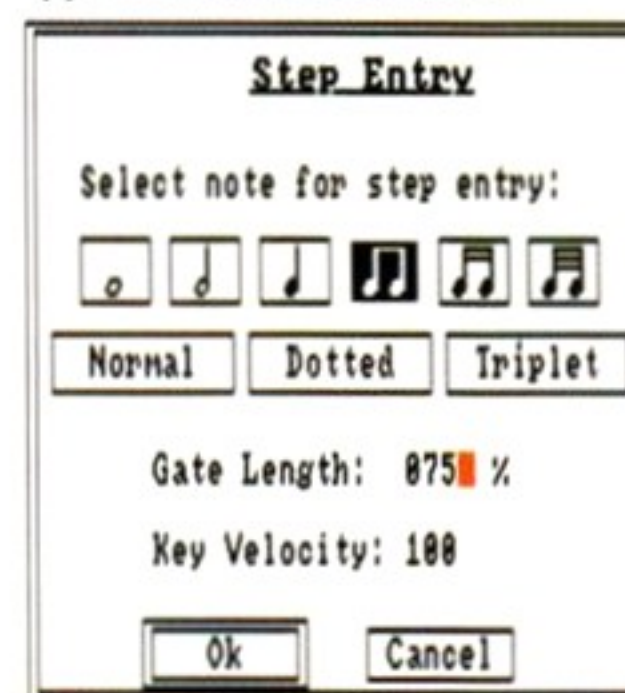 Step Entry
Select note for step entry:
Normal Dotted Triplet
Gate Length: 075 %
Key Velocity: 100
Ok Cancel